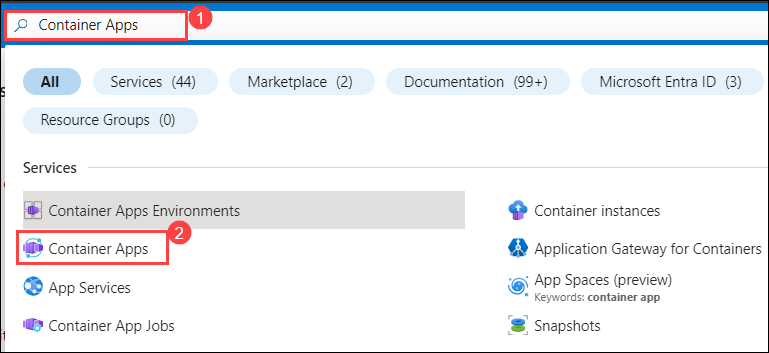 Container Apps
1
All
Services (44)
Marketplace (2)
Documentation (99+)
Microsoft Entra ID (3)
Resource Groups (0)
Services
Container Apps Environments
Container instances
Container Apps
2
Application Gateway for Containers
App Services
App Spaces (preview)
Keywords: container app
Container App Jobs
Snapshots